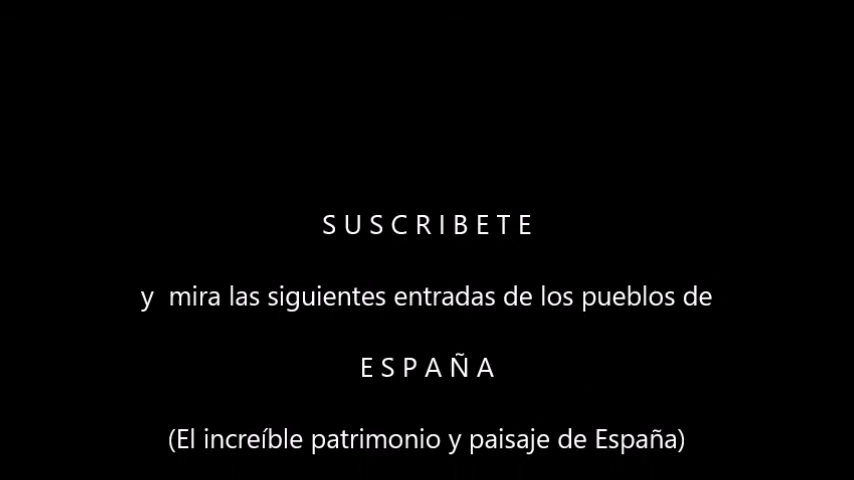 S U S C R I B E T E
y  mira las siguientes entradas de los pueblos de
E S P A Ñ A
(El increíble patrimonio y paisaje de España)